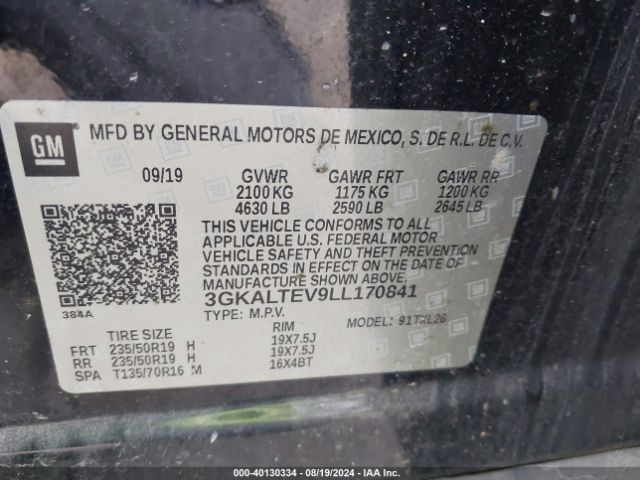 GM
MFD BY GENERAL MOTORS DE MEXICO, S. DE R.L. DE C.V.
09/19 GVWR GAWR FRT GAWR RR
2100 KG 1175 KG 1200 KG
4630 LB 2590 LB 2645 LB
THIS VEHICLE CONFORMS TO ALL
APPLICABLE U.S. FEDERAL MOTOR
VEHICLE SAFETY AND THEFT PREVENTION
STANDARDS IN EFFECT ON THE DATE OF
MANUFACTURE SHOWN ABOVE.
384A
3GKALTEV9LL170841
TYPE: M.P.V. MODEL:
TIRE SIZE RIM
FRT 235/50R19 H 19X7.5J
RR 235/50R19 H 19X7.5J
SPA T135/70R16 M 16X4BT
000-40130334 - 08/19/2024 - IAA Inc.